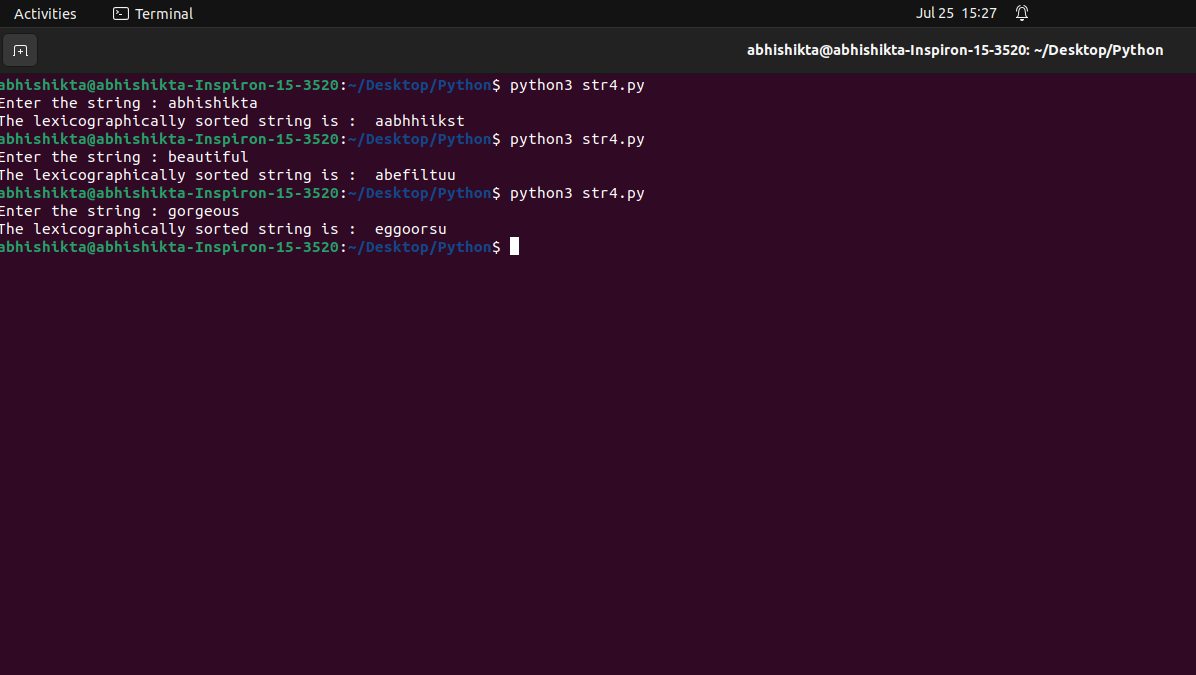 Activities Terminal Jul 25 15:27
abhishikta@abhishikta-Inspiron-15-3520: ~/Desktop/Python
abhishikta@abhishikta-Inspiron-15-3520:~/Desktop/Python$ python3 str4.py
Enter the string : abhishikta
The lexicographically sorted string is :  aabhhiikst
abhishikta@abhishikta-Inspiron-15-3520:~/Desktop/Python$ python3 str4.py
Enter the string : beautiful
The lexicographically sorted string is :  abefiltuu
abhishikta@abhishikta-Inspiron-15-3520:~/Desktop/Python$ python3 str4.py
Enter the string : gorgeous
The lexicographically sorted string is :  eggoorsu
abhishikta@abhishikta-Inspiron-15-3520:~/Desktop/Python$